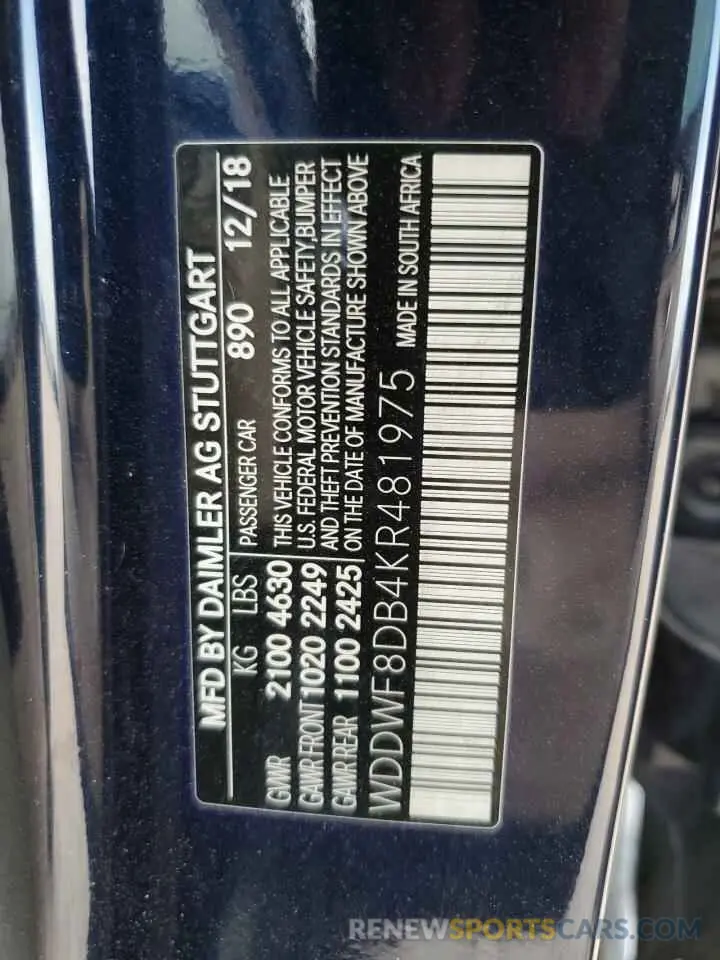 MFD BY DAIMLER AG STUTTGART
KG LBS PASSENGER CAR 890 12/18
GWR 2100 4630 THIS VEHICLE CONFORMS TO ALL APPLICABLE
GAWR FRONT 1020 2249 U.S. FEDERAL MOTOR VEHICLE SAFETY,BUMPER
GAWR REAR 1100 2425 AND THEFT PREVENTION STANDARDS IN EFFECT
ON THE DATE OF MANUFACTURE SHOWN ABOVE
WDDWF8DB4KR481975 MADE IN SOUTH AFRICA
RENEWSPORTSCARS.COM